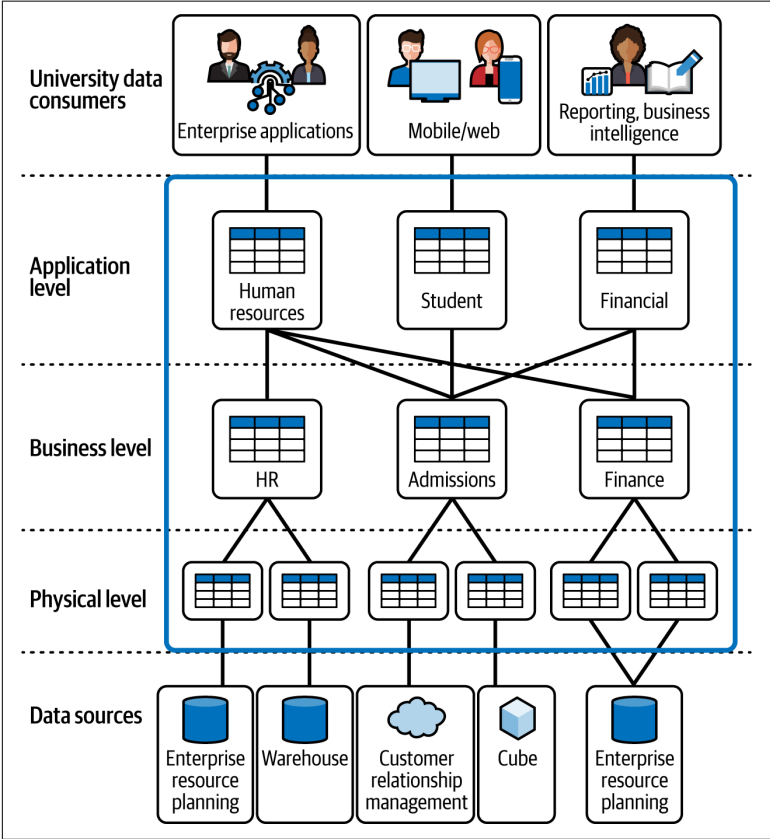 University data
consumers
Enterprise applications
Mobile/web
Reporting, business
intelligence
Application
level
Human
resources
Student
Financial
Business level
HR
Admissions
Finance
Physical level
Data sources
Enterprise
resource
planning
Warehouse
Customer
relationship
management
Cube
Enterprise
resource
planning